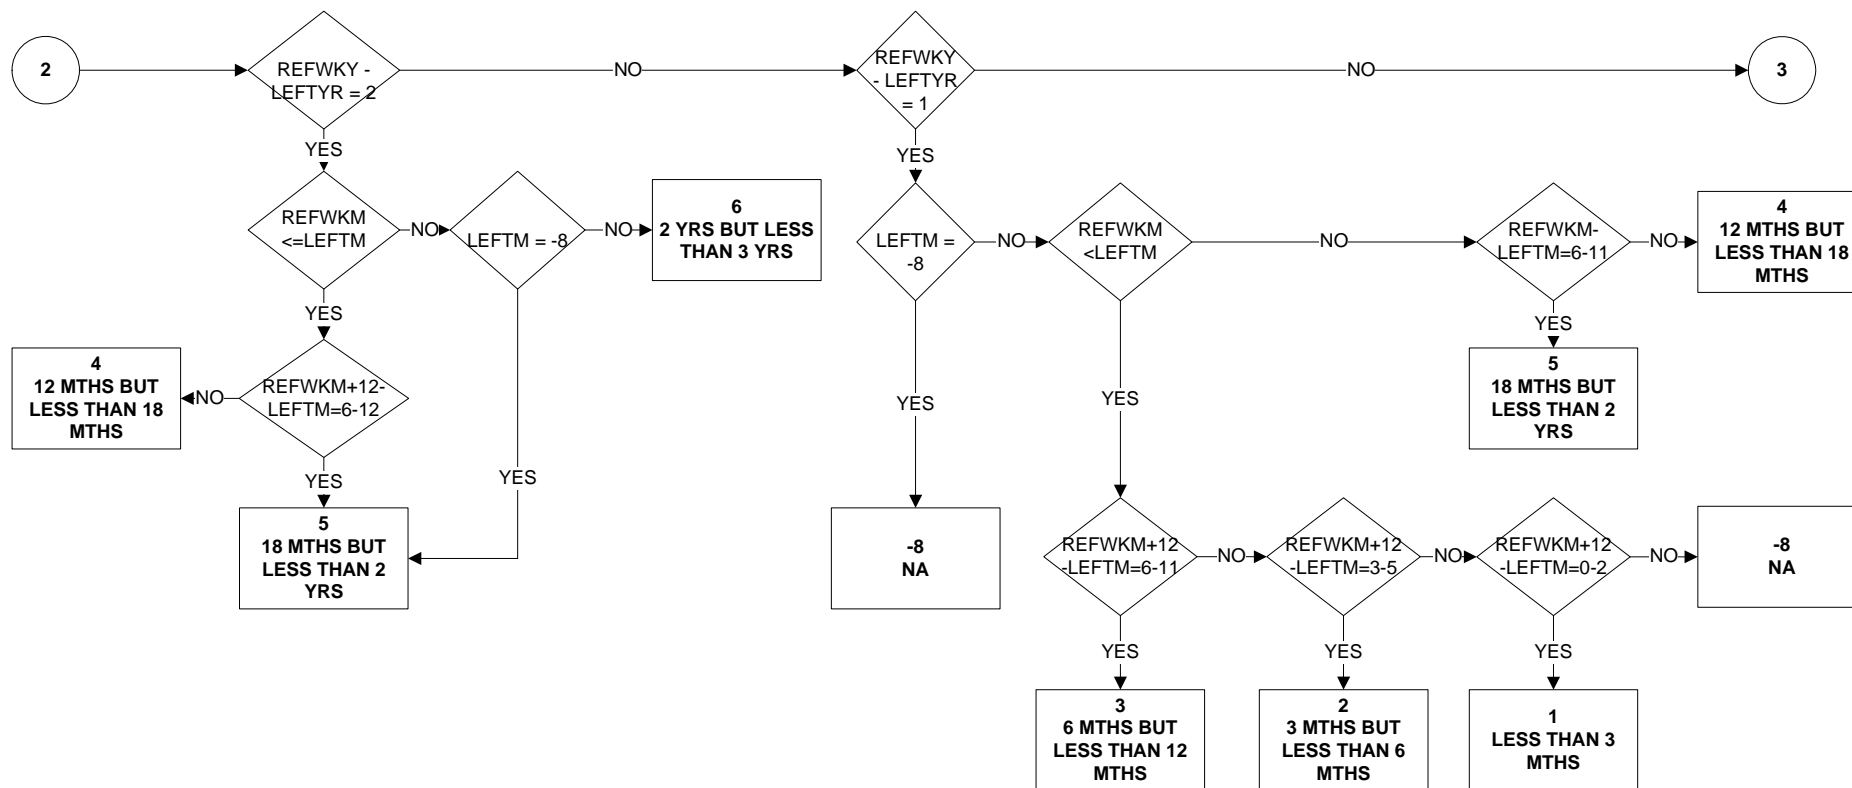 2
REFWKY -
LEFTYR = 2
NO
REFWKY
- LEFTYR
= 1
NO
3
YES
YES
REFWKM
<=LEFTM
NO
LEFTM = -8
NO
6
2 YRS BUT LESS
THAN 3 YRS
LEFTM =
-8
NO
REFWKM
<LEFTM
NO
REFWKM-
LEFTM=6-11
NO
4
12 MTHS BUT
LESS THAN 18
MTHS
YES
YES
5
18 MTHS BUT
LESS THAN 2
YRS
4
12 MTHS BUT
LESS THAN 18
MTHS
NO
REFWKM+12-
LEFTM=6-12
YES
YES
YES
YES
5
18 MTHS BUT
LESS THAN 2
YRS
-8
NA
REFWKM+12
-LEFTM=6-11
NO
REFWKM+12
-LEFTM=3-5
NO
REFWKM+12
-LEFTM=0-2
NO
-8
NA
YES
YES
YES
3
6 MTHS BUT
LESS THAN 12
MTHS
2
3 MTHS BUT
LESS THAN 6
MTHS
1
LESS THAN 3
MTHS